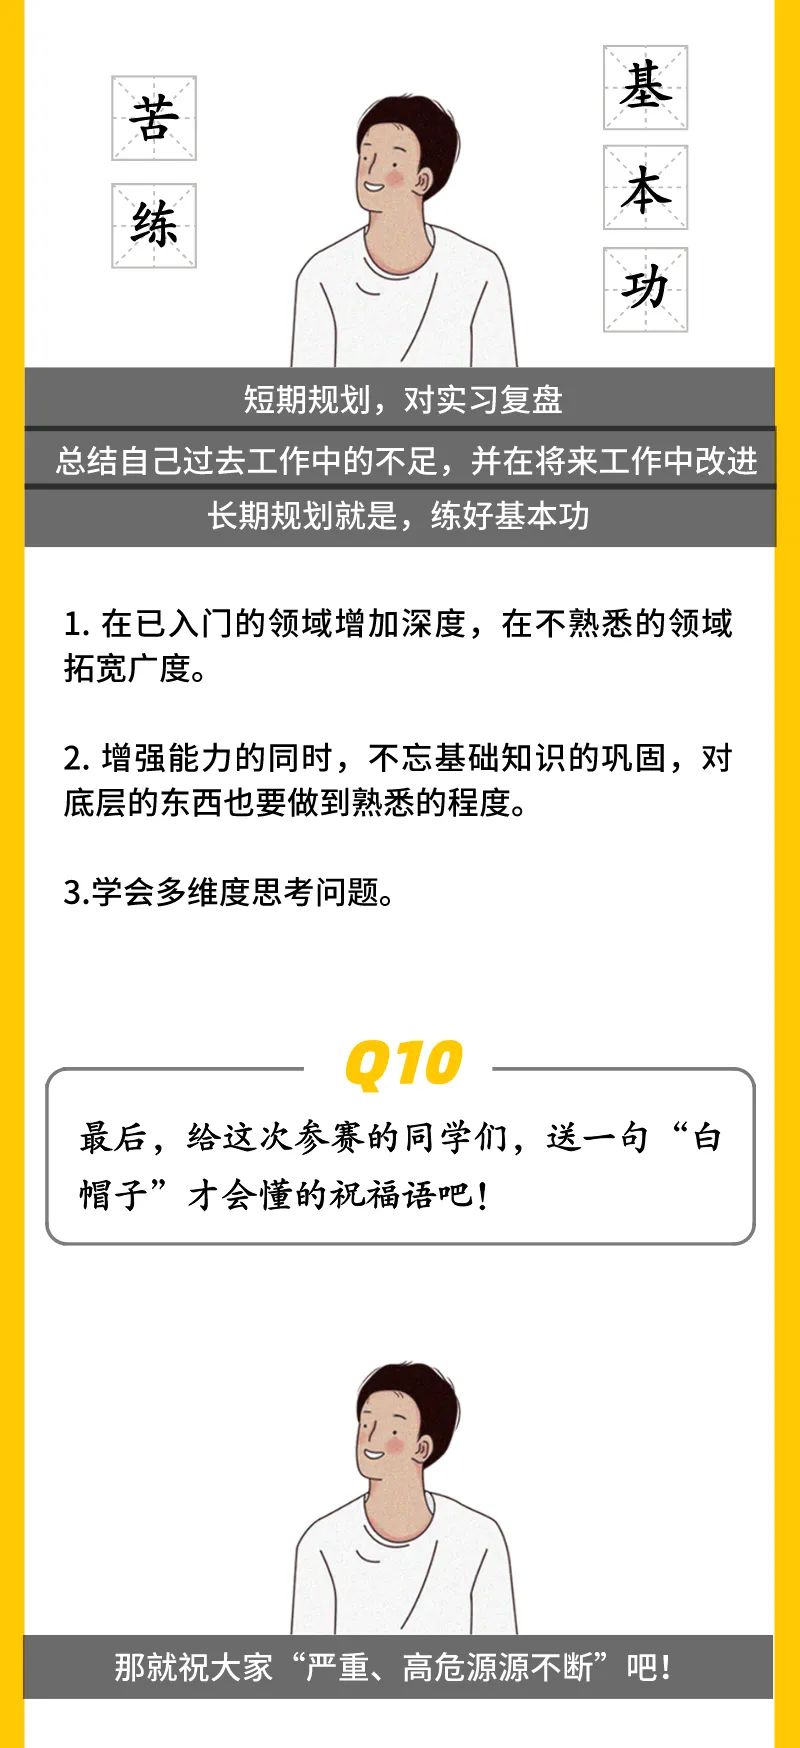 苦练
基本功
短期规划，对实习复盘
总结自己过去工作中的不足，并在将来工作中改进
长期规划就是，练好基本功
1. 在已入门的领域增加深度，在不熟悉的领域
拓宽广度。
2. 增强能力的同时，不忘基础知识的巩固，对
底层的东西也要做到熟悉的程度。
3.学会多维度思考问题。
Q10
最后，给这次参赛的同学们，送一句“白
帽子”才会懂的祝福语吧！
那就祝大家“严重、高危源源不断”吧！